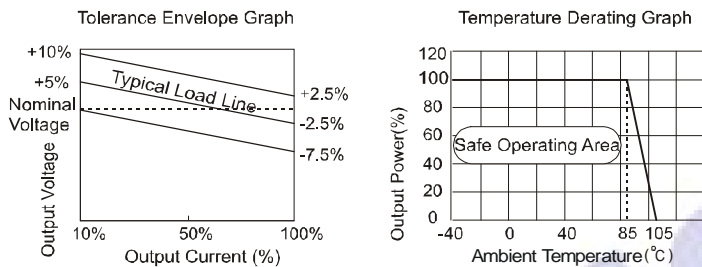 Tolerance Envelope Graph
+10%
+5%
Nominal
Voltage
Typical Load Line
+2.5%
-2.5%
-7.5%
Output Voltage
10%
50%
100%
Output Current (%)
Temperature Derating Graph
120
100
80
60
40
20
0
Output Power(%)
Safe Operating Area
-40
0
40
85
105
Ambient Temperature(°C)